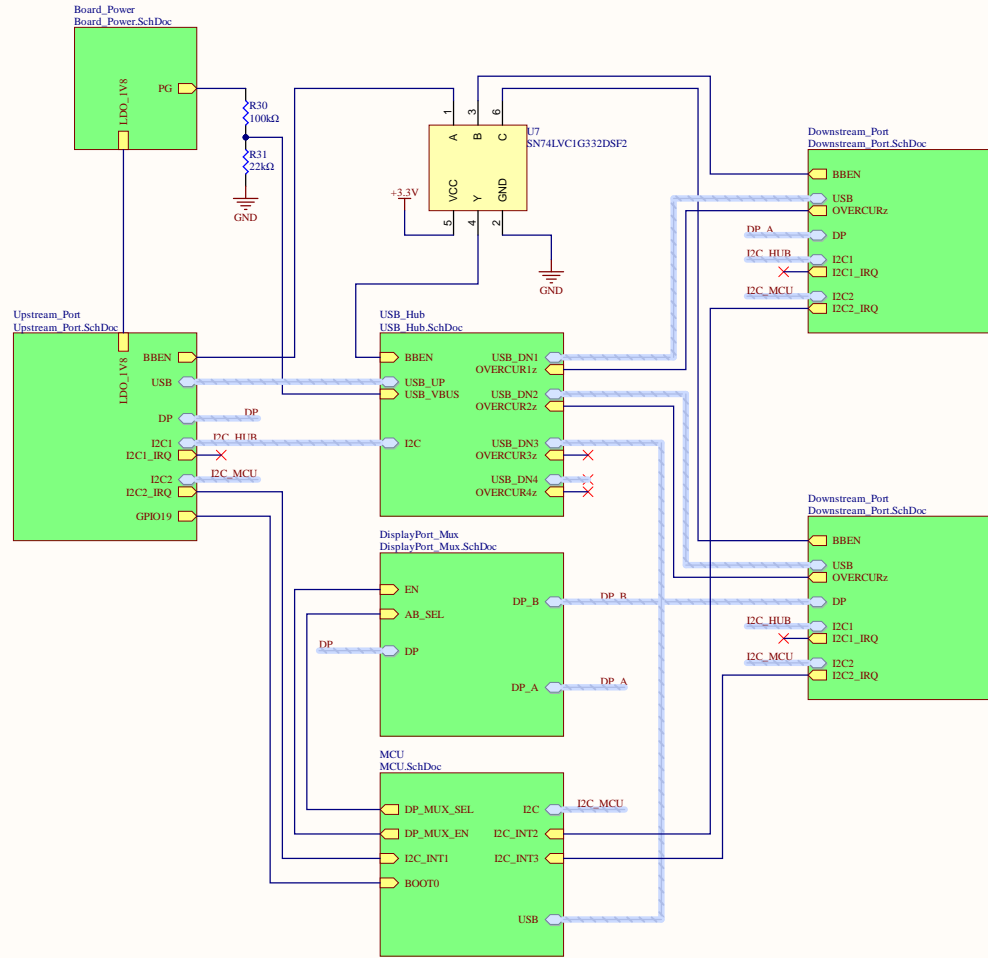 Board_Power
Board_Power.SchDoc
LDO_1V8
PG
R30
100kΩ
R31
22kΩ
GND
1
3
6
A
B
C
U7
SN74LVC1G332DSF2
VCC
Y
GND
5
4
2
+3.3V
GND
Downstream_Port
Downstream_Port.SchDoc
BBEN
USB
OVERCURz
DP_A
DP
I2C_HUB
I2C1
I2C1_IRQ
I2C_MCU
I2C2
I2C2_IRQ
Upstream_Port
Upstream_Port.SchDoc
LDO_1V8
BBEN
USB
DP
DP
I2C1
I2C_HUB
I2C1_IRQ
I2C2
I2C_MCU
I2C2_IRQ
GPIO19
USB_Hub
USB_Hub.SchDoc
BBEN
USB_UP
USB_VBUS
I2C
USB_DN1
OVERCUR1z
USB_DN2
OVERCUR2z
USB_DN3
OVERCUR3z
USB_DN4
OVERCUR4z
Downstream_Port
Downstream_Port.SchDoc
BBEN
USB
OVERCURz
DP
I2C_HUB
I2C1
I2C1_IRQ
I2C_MCU
I2C2
I2C2_IRQ
DisplayPort_Mux
DisplayPort_Mux.SchDoc
EN
AB_SEL
DP
DP
DP_B
DP_B
DP_A
DP_A
MCU
MCU.SchDoc
DP_MUX_SEL
DP_MUX_EN
I2C_INT1
BOOT0
I2C
I2C_MCU
I2C_INT2
I2C_INT3
USB